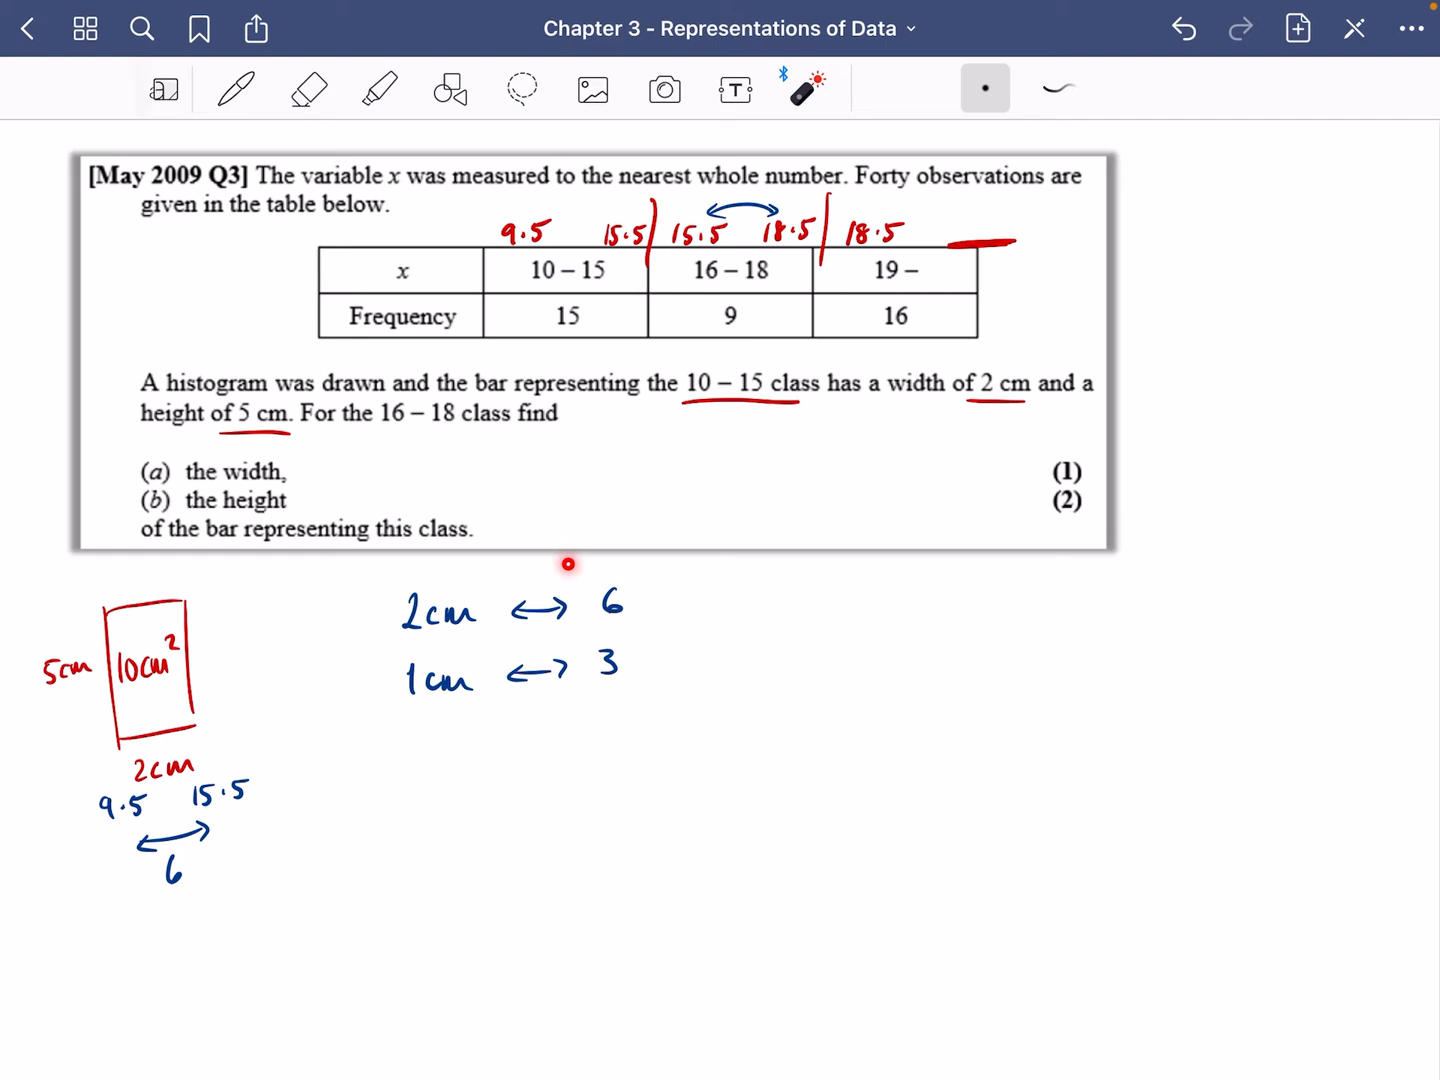 Chapter 3 - Representations of Data
[May 2009 Q3] The variable x was measured to the nearest whole number. Forty observations are
given in the table below.
9.5 15.5 15.5 18.5 18.5
x 10 – 15 16 – 18 19 –
Frequency 15 9 16
A histogram was drawn and the bar representing the 10 – 15 class has a width of 2 cm and a
height of 5 cm. For the 16 – 18 class find
(a) the width, (1)
(b) the height (2)
of the bar representing this class.
2cm ↔ 6
5cm 10cm² 1cm ↔ 3
2cm
9.5 15.5
6